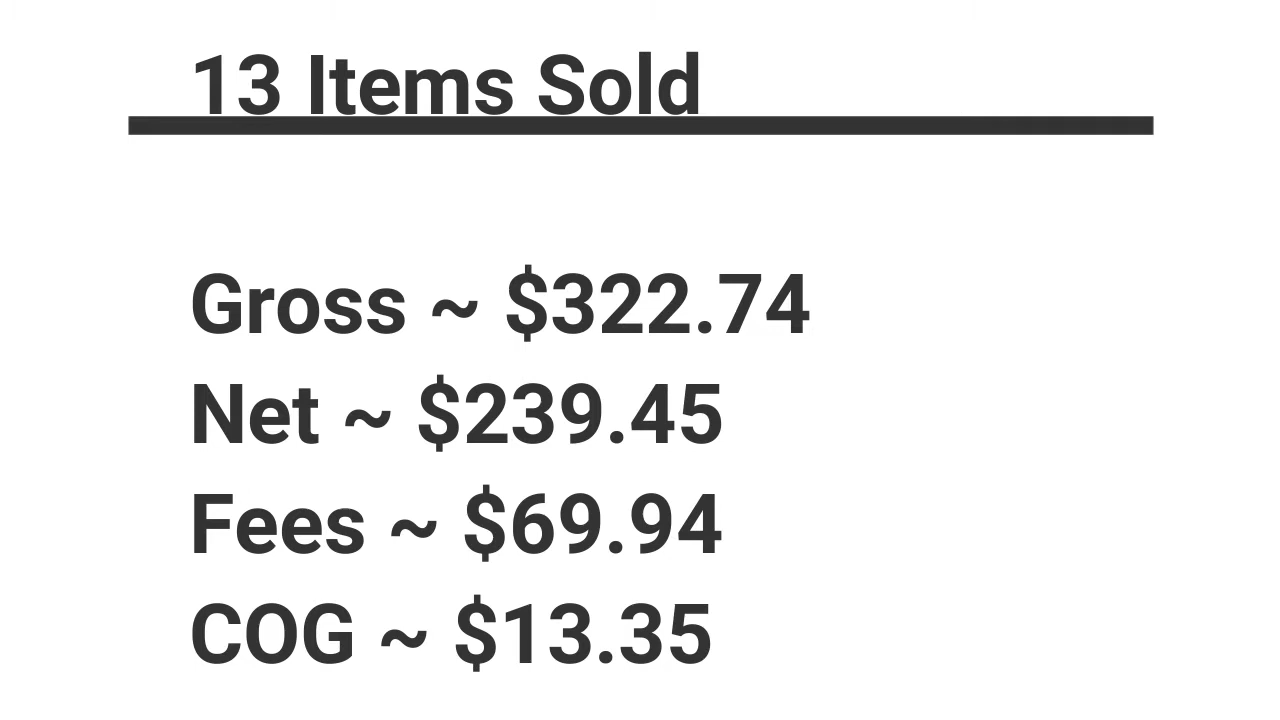 13 Items Sold
Gross ~ $322.74
Net ~ $239.45
Fees ~ $69.94
COG ~ $13.35